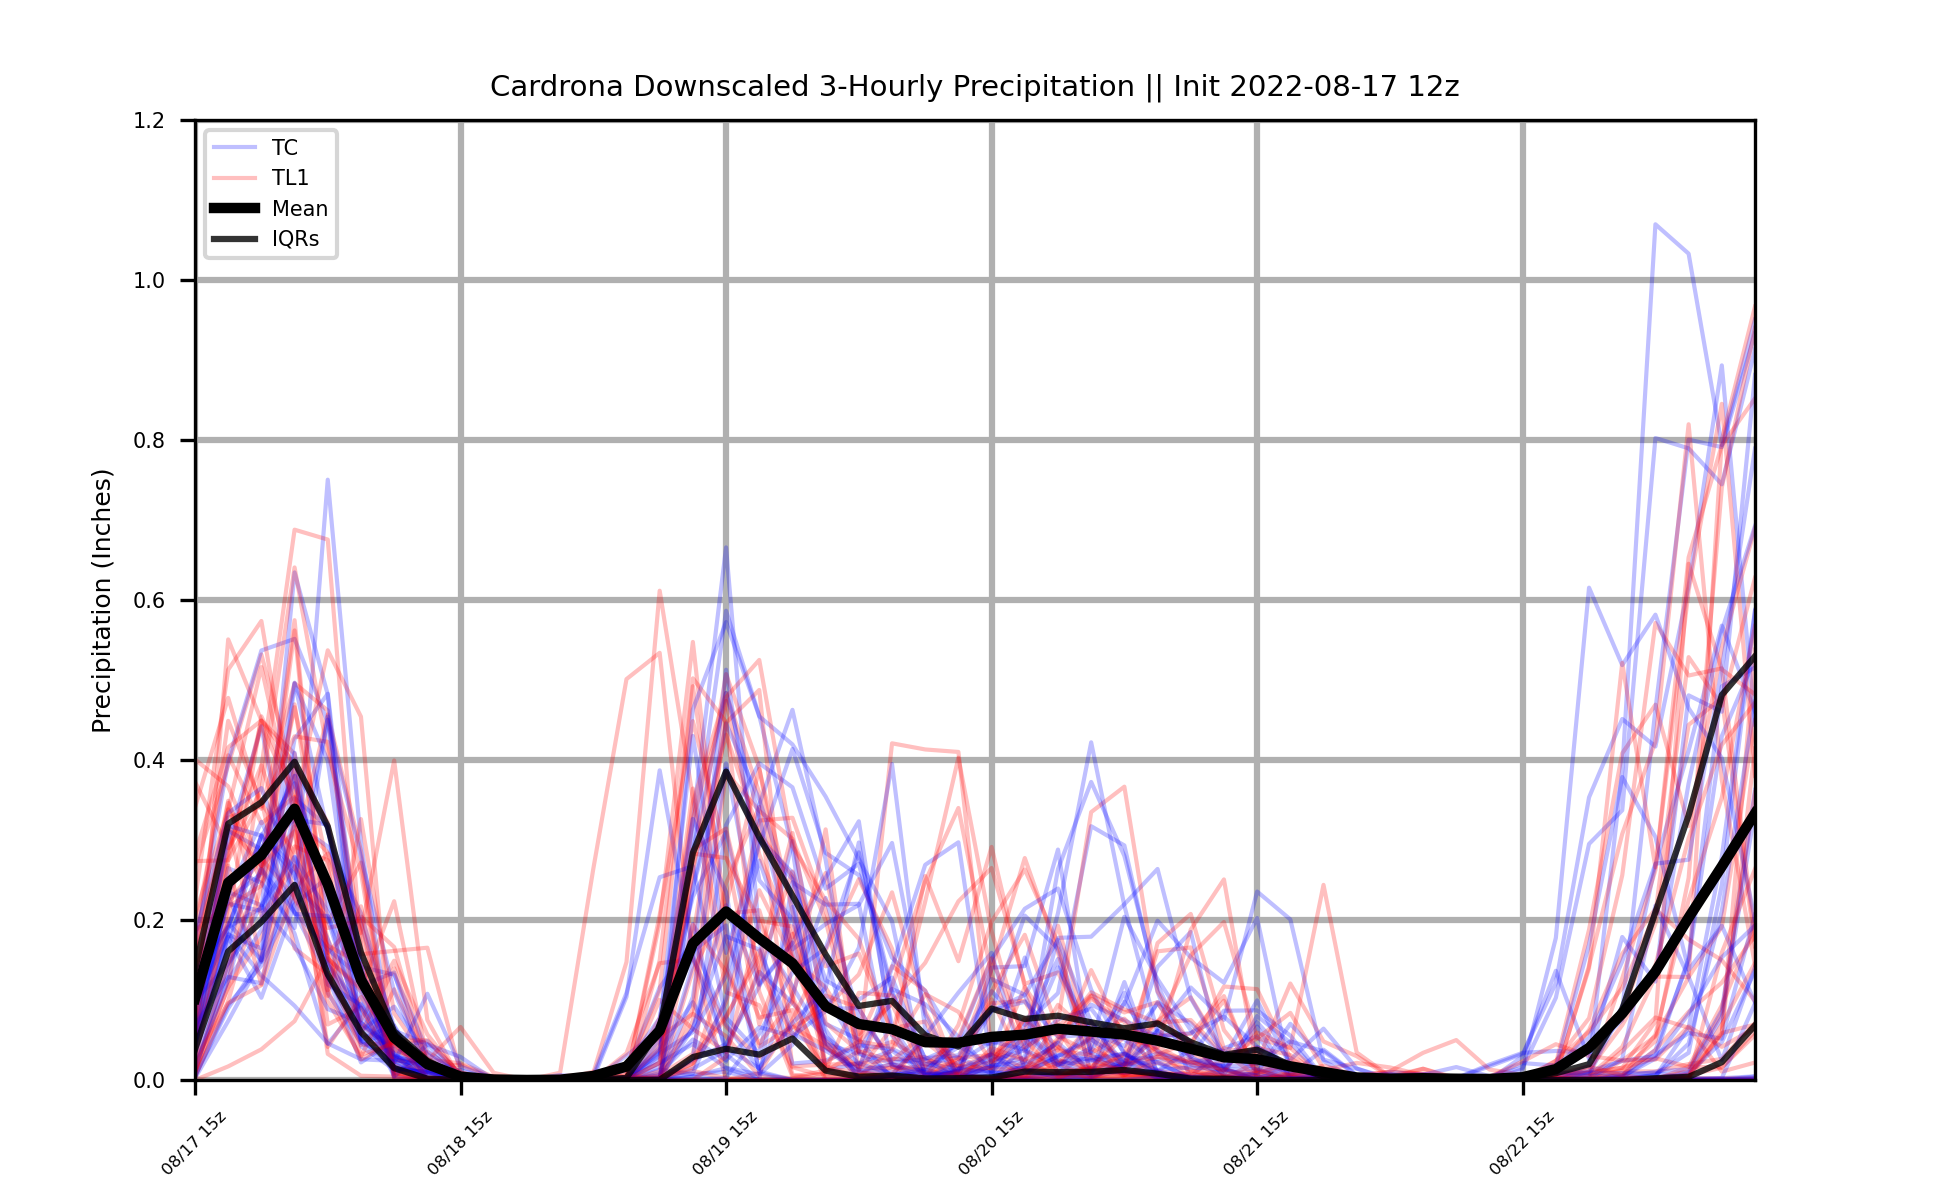 Cardrona Downscaled 3-Hourly Precipitation || Init 2022-08-17 12z
TC
TL1
Mean
IQRs
Precipitation (Inches)
1.2
1.0
0.8
0.6
0.4
0.2
0.0
08/17 15z
08/18 15z
08/19 15z
08/20 15z
08/21 15z
08/22 15z